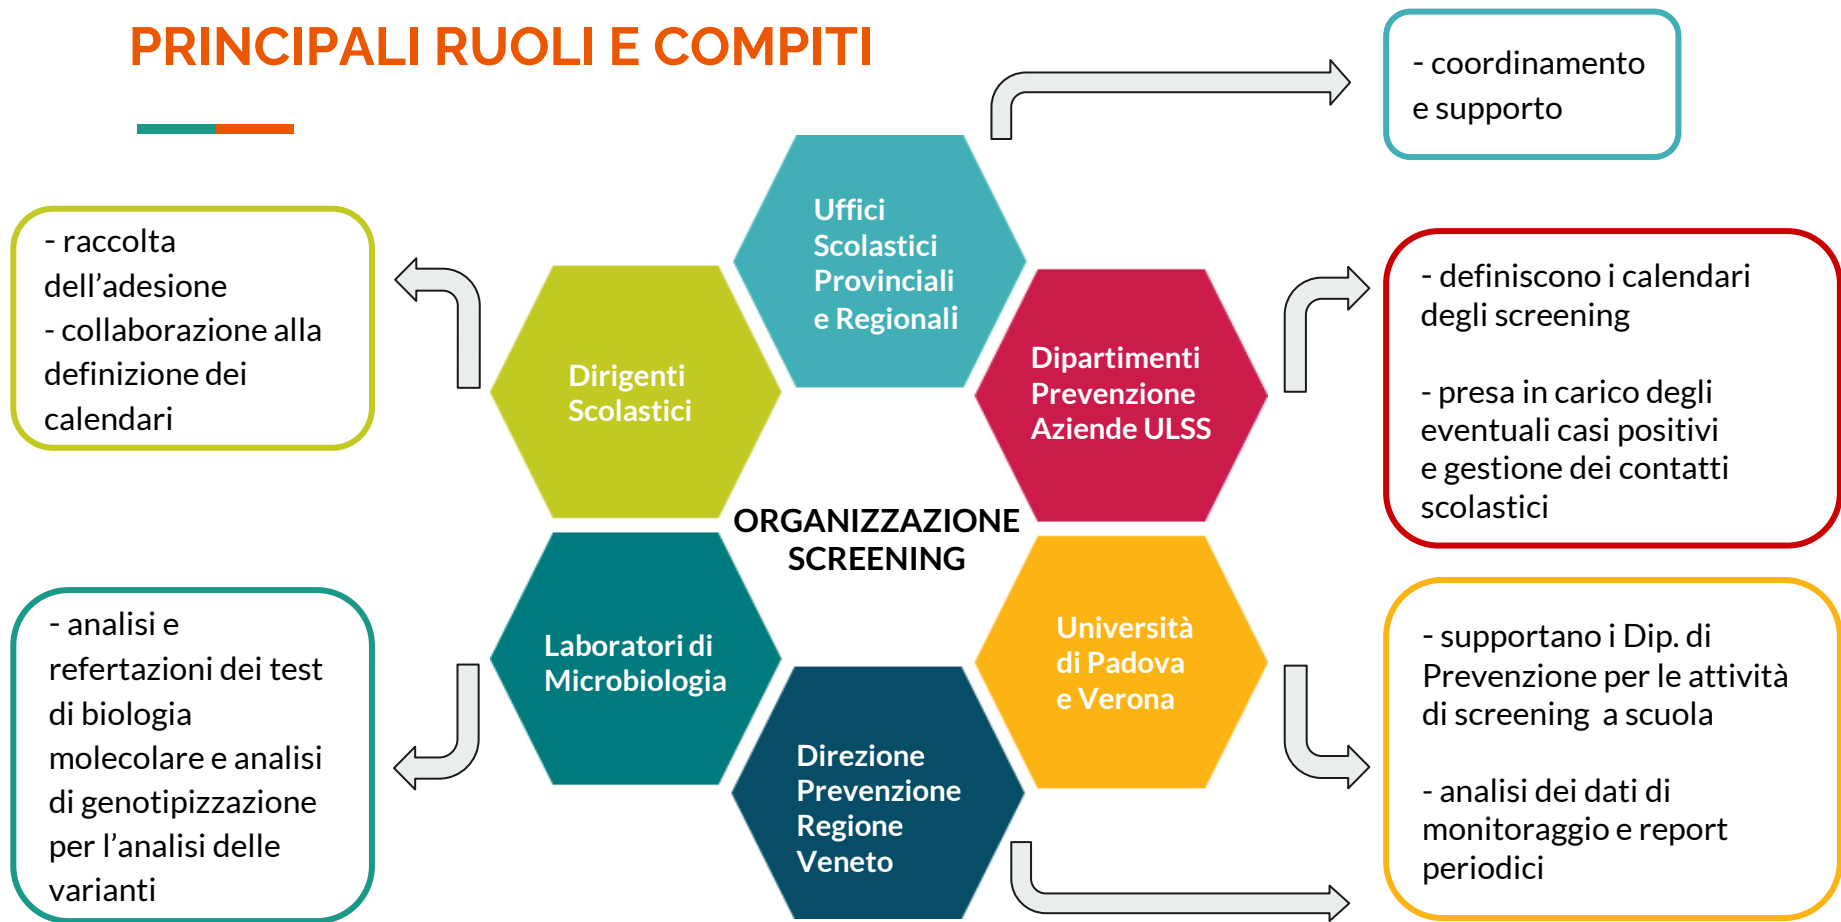 PRINCIPALI RUOLI E COMPITI
- coordinamento
e supporto
Uffici
Scolastici
Provinciali
e Regionali
- raccolta
dell’adesione
- collaborazione alla
definizione dei
calendari
Dirigenti
Scolastici
Dipartimenti
Prevenzione
Aziende ULSS
- definiscono i calendari
degli screening
- presa in carico degli
eventuali casi positivi
e gestione dei contatti
scolastici
ORGANIZZAZIONE
SCREENING
- analisi e
refertazioni dei test
di biologia
molecolare e analisi
di genotipizzazione
per l’analisi delle
varianti
Laboratori di
Microbiologia
Università
di Padova
e Verona
- supportano i Dip. di
Prevenzione per le attività
di screening a scuola
- analisi dei dati di
monitoraggio e report
periodici
Direzione
Prevenzione
Regione
Veneto